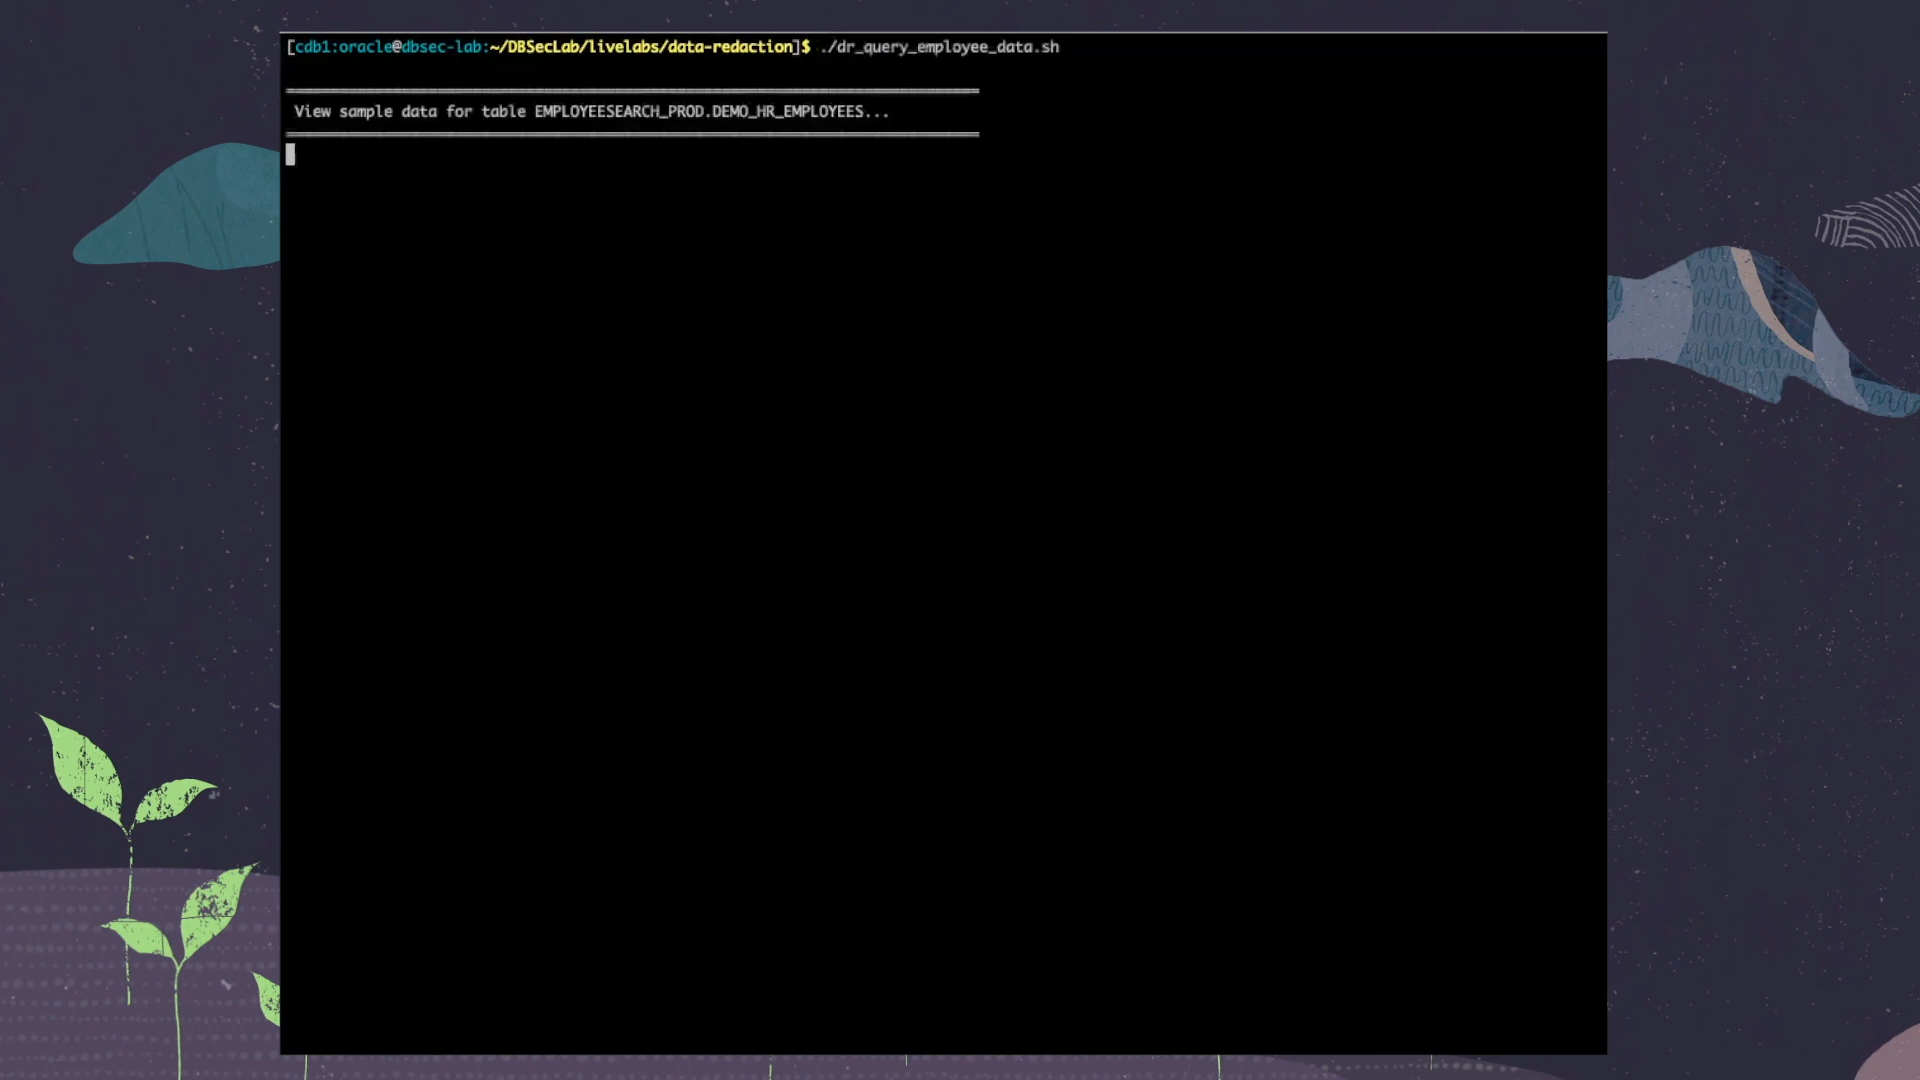 [cdb1:oracle@dbsec-lab:~/DBSecLab/livelabs/data-redaction]$ ./dr_query_employee_data.sh
View sample data for table EMPLOYEESEARCH_PROD.DEMO_HR_EMPLOYEES...